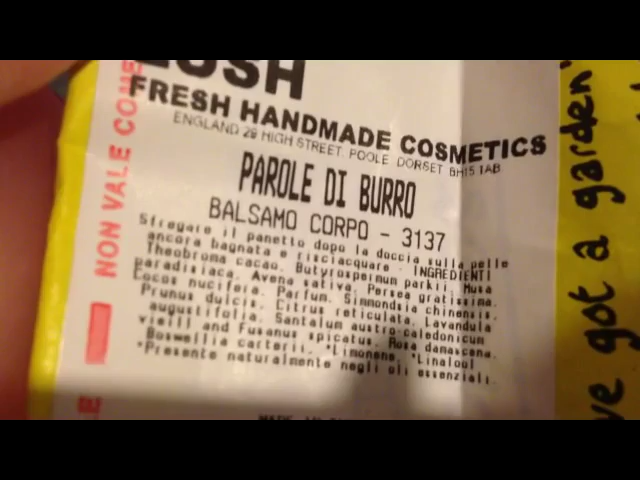 LUSH
FRESH HANDMADE COSMETICS
ENGLAND 29 HIGH STREET, POOLE DORSET BH15 1AB
PAROLE DI BURRO
BALSAMO CORPO - 3137
Sfregare il panetto dopo la doccia sulla pelle
ancora bagnata e risciacquare. INGREDIENTI
Theobroma cacao, Butyrospermum parkii, Musa
paradisiaca, Avena sativa, Persea gratissima,
Cocos nucifera, Parfum, Simmondsia chinensis,
Prunus dulcis, Citrus reticulata, Lavandula
augustifolia, Santalum austro-caledonicum
vieill and Fusanus spicatus, Rosa damascena,
Boswellia carterii, *Limonene, *Linalool
*Presente naturalmente negli oli essenziali.
NON VALE COME
ve got a garden